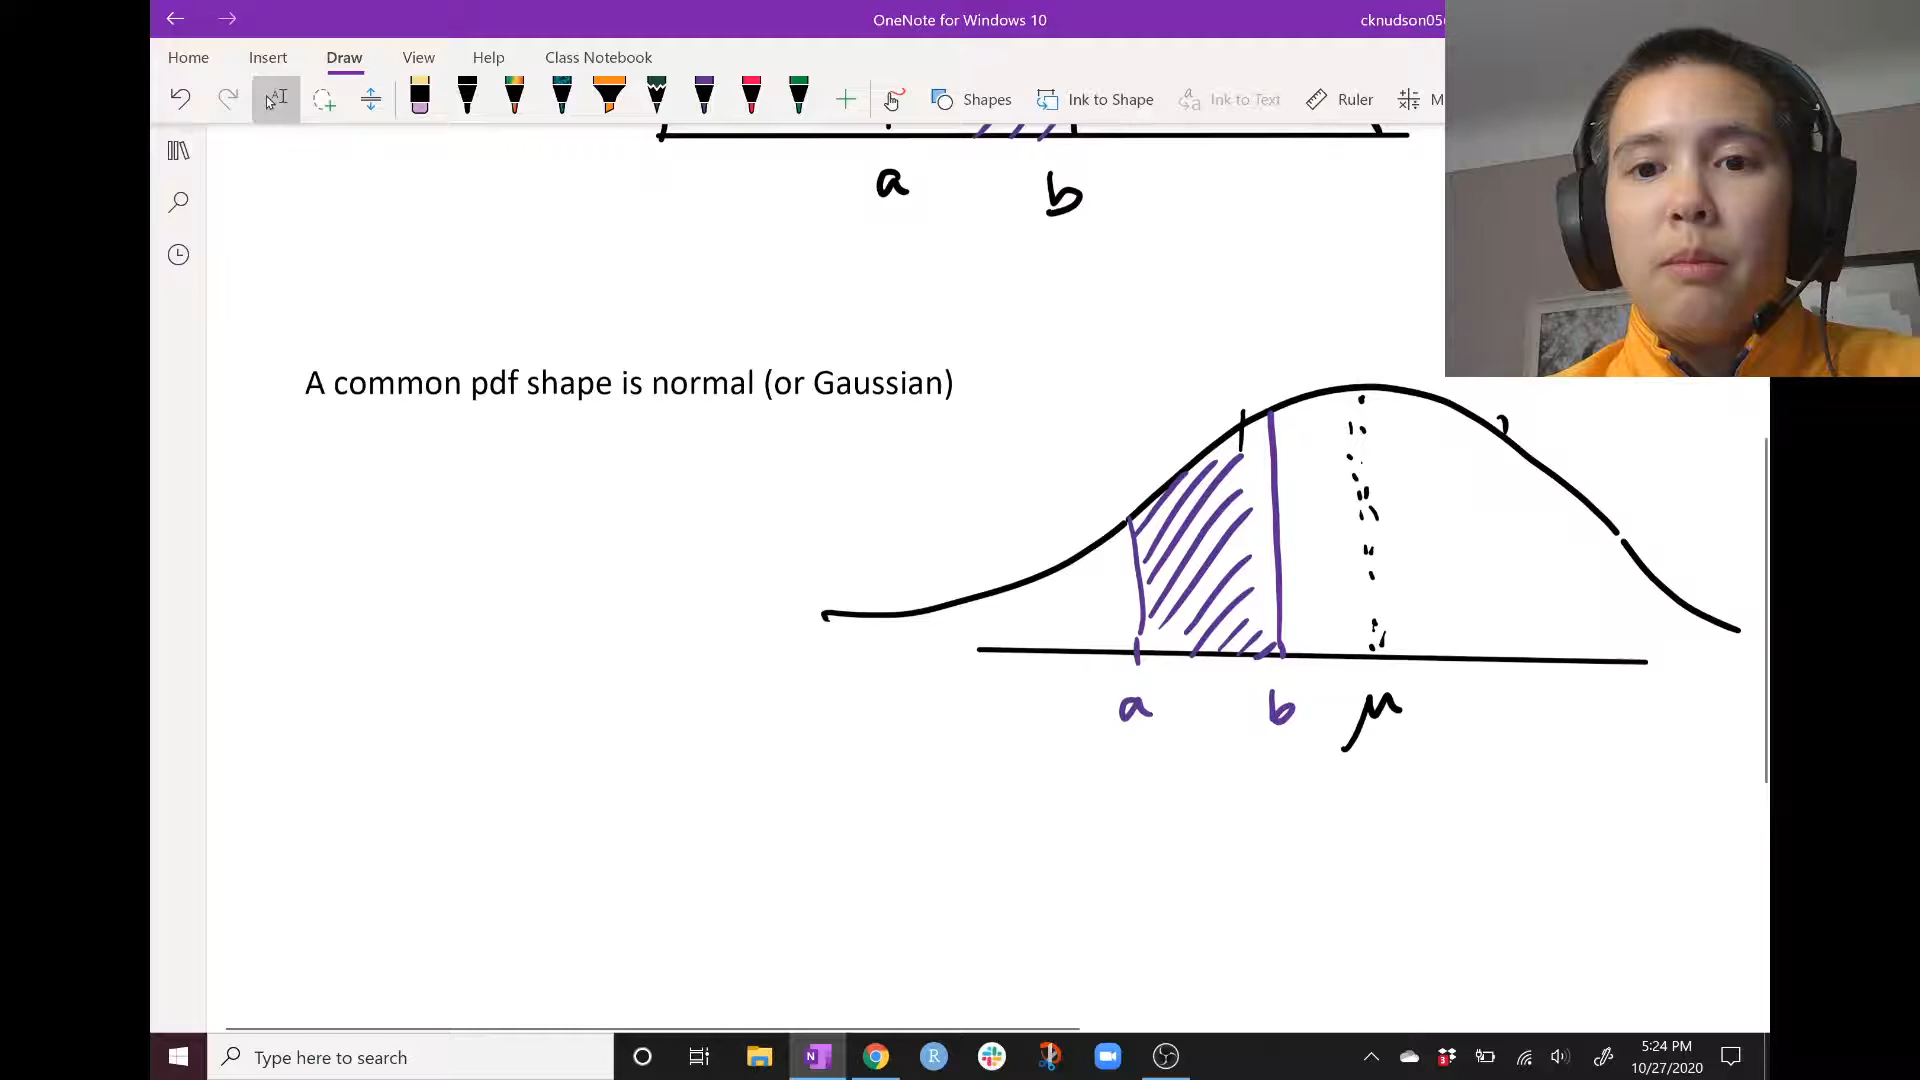 OneNote for Windows 10
cknudson05
Home Insert Draw View Help Class Notebook
Shapes Ink to Shape Ink to Text Ruler M
a b
A common pdf shape is normal (or Gaussian)
a b μ
Type here to search
5:24 PM
10/27/2020